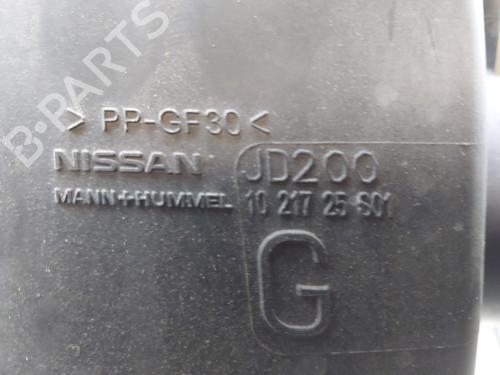 B-PARTS
> PP-GF30 <
NISSAN JD200
MANN+HUMMEL 10 217 25 S01
G